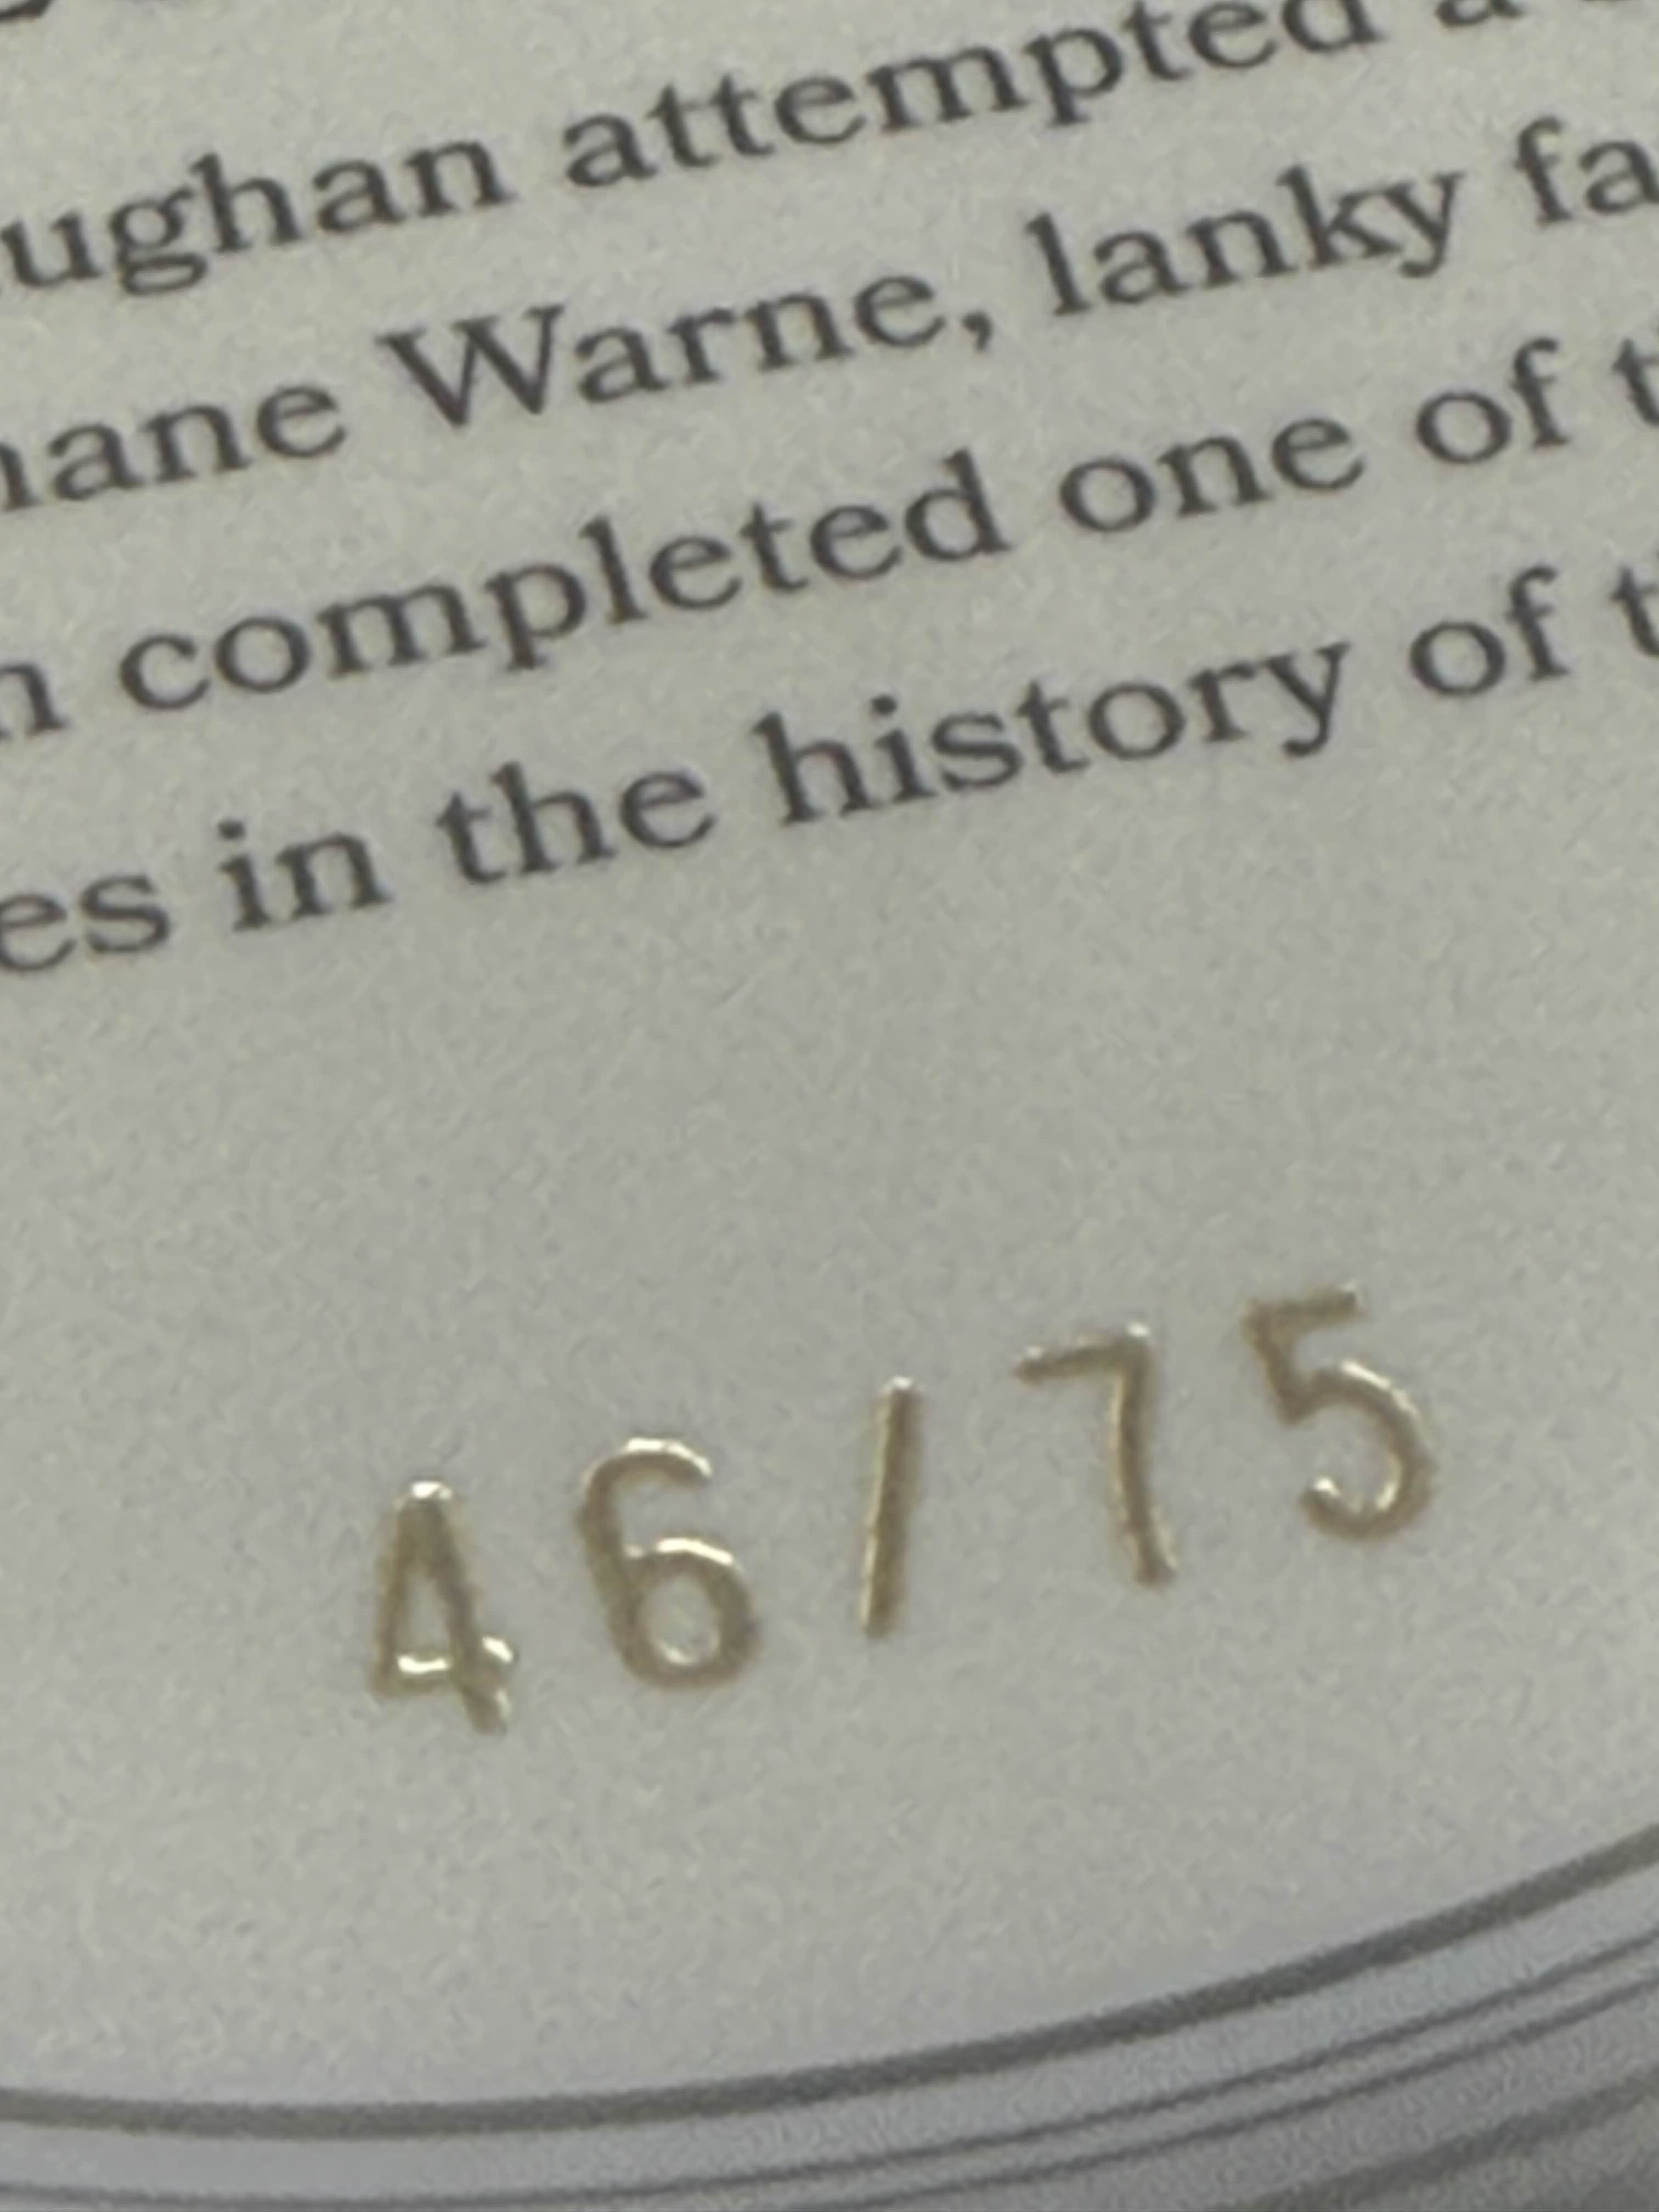 ughan attempted a
hane Warne, lanky fa
completed one of t
es in the history of t
46/75